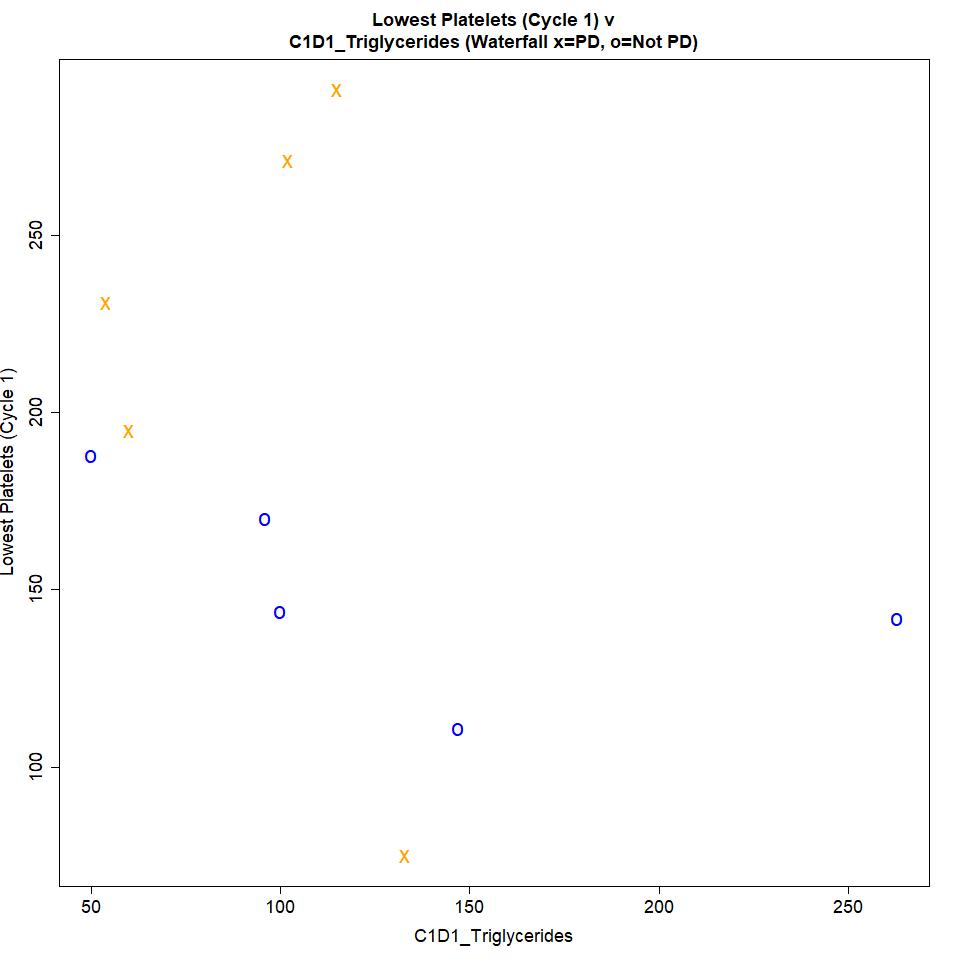 Lowest Platelets (Cycle 1) v
C1D1_Triglycerides (Waterfall x=PD, o=Not PD)
Lowest Platelets (Cycle 1)
250
200
150
100
X
X
X
X
O
O
O
O
O
X
50
100
150
200
250
C1D1_Triglycerides